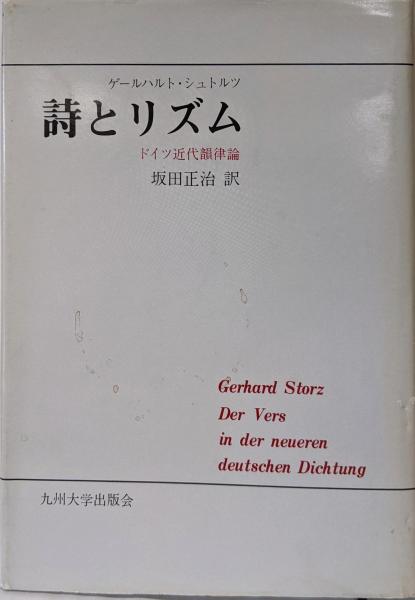 ゲールハルト・シュトルツ
詩とリズム
ドイツ近代韻律論
坂田正治 訳
Gerhard Storz
Der Vers
in der neueren
deutschen Dichtung
九州大学出版会